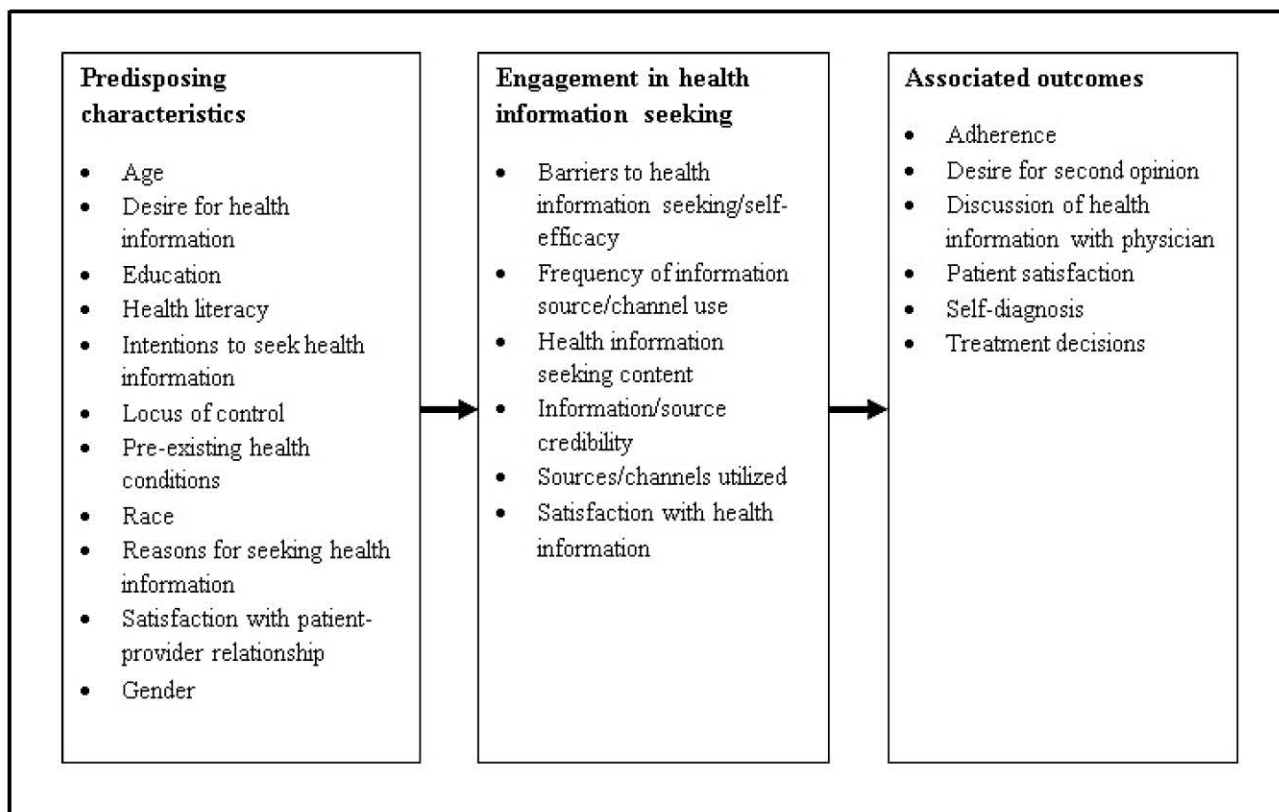 Predisposing
characteristics
• Age
• Desire for health
information
• Education
• Health literacy
• Intentions to seek health
information
• Locus of control
• Pre-existing health
conditions
• Race
• Reasons for seeking health
information
• Satisfaction with patient-
provider relationship
• Gender
Engagement in health
information seeking
• Barriers to health
information seeking/self-
efficacy
• Frequency of information
source/channel use
• Health information
seeking content
• Information/source
credibility
• Sources/channels utilized
• Satisfaction with health
information
Associated outcomes
• Adherence
• Desire for second opinion
• Discussion of health
information with physician
• Patient satisfaction
• Self-diagnosis
• Treatment decisions